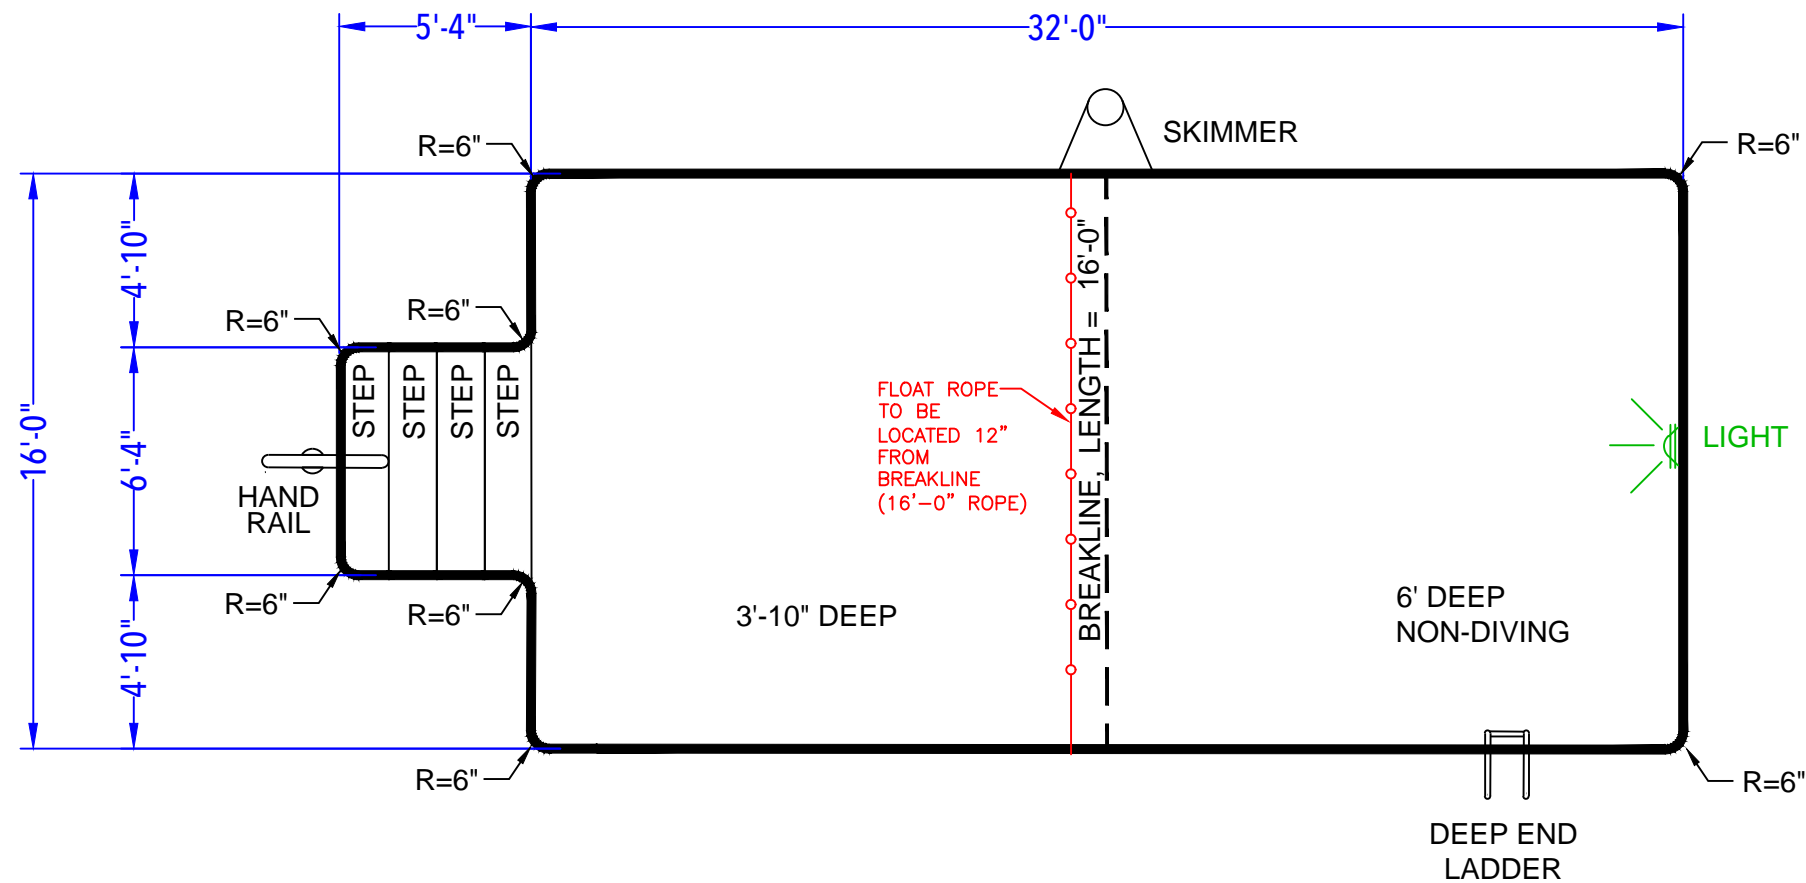 5'-4"
32'-0"
SKIMMER
R=6"
R=6"
4'-10"
R=6"
R=6"
16'-0"
6'-4"
STEP
STEP
STEP
STEP
HAND
RAIL
FLOAT ROPE
TO BE
LOCATED 12"
FROM
BREAKLINE
(16'-0" ROPE)
BREAKLINE, LENGTH = 16'-0"
LIGHT
R=6"
R=6"
4'-10"
3'-10" DEEP
6' DEEP
NON-DIVING
R=6"
R=6"
DEEP END
LADDER